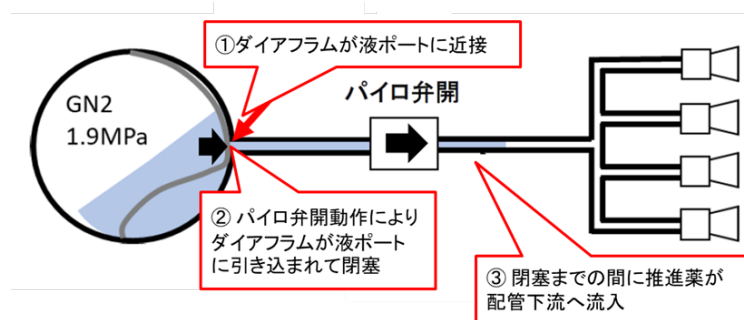 ①ダイアフラムが液ポートに近接
GN2
1.9MPa
パイロ弁開
② パイロ弁開動作により
ダイアフラムが液ポート
に引き込まれて閉塞
③ 閉塞までの間に推進薬が
配管下流へ流入